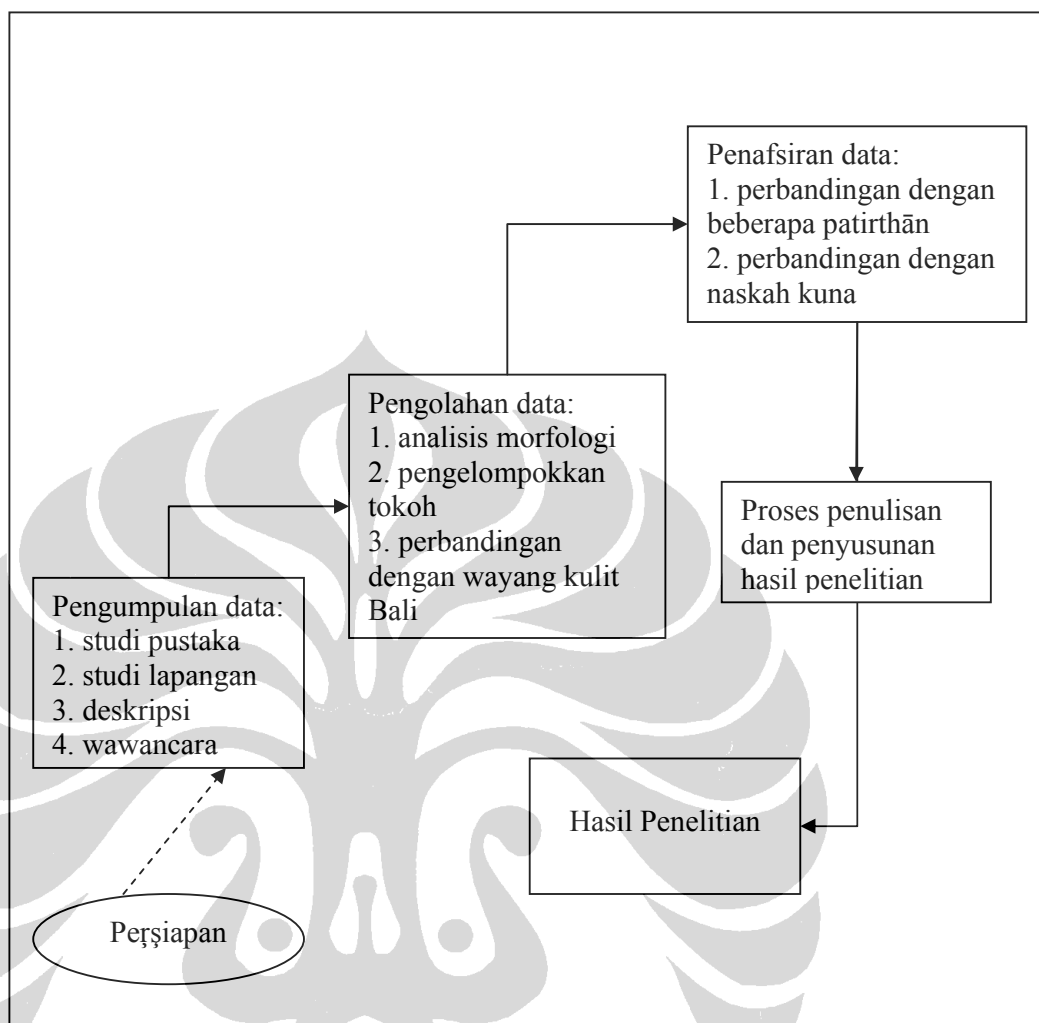 Penafsiran data:
1. perbandingan dengan
beberapa patirthān
2. perbandingan dengan
naskah kuna
Pengolahan data:
1. analisis morfologi
2. pengelompokkan
tokoh
3. perbandingan
dengan wayang kulit
Bali
Proses penulisan
dan penyusunan
hasil penelitian
Pengumpulan data:
1. studi pustaka
2. studi lapangan
3. deskripsi
4. wawancara
Hasil Penelitian
Peŗşiapan